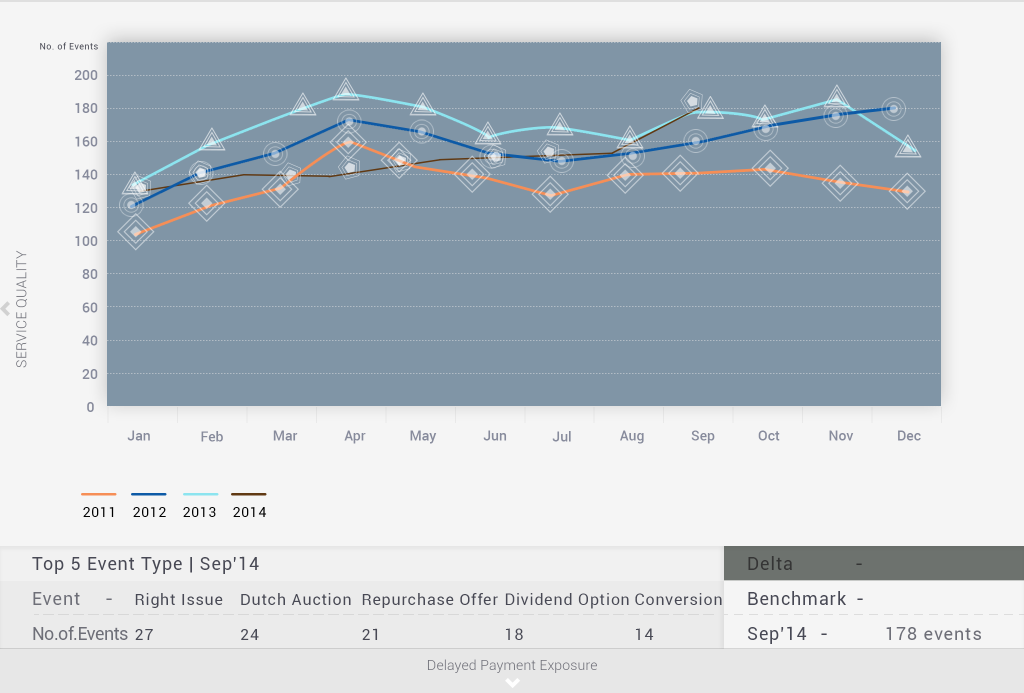 No. of Events
200
180
160
140
120
100
80
60
40
20
0
SERVICE QUALITY
Jan Feb Mar Apr May Jun Jul Aug Sep Oct Nov Dec
2011 2012 2013 2014
Top 5 Event Type | Sep'14
Delta -
Event - Right Issue Dutch Auction Repurchase Offer Dividend Option Conversion
Benchmark -
No.of.Events 27 24 21 18 14
Sep'14 - 178 events
Delayed Payment Exposure